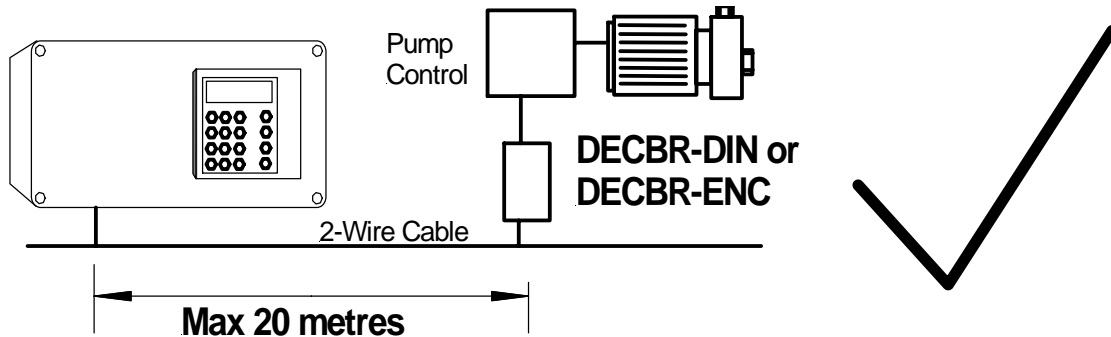 Pump
Control
DECBR-DIN or
DECBR-ENC
2-Wire Cable
Max 20 metres